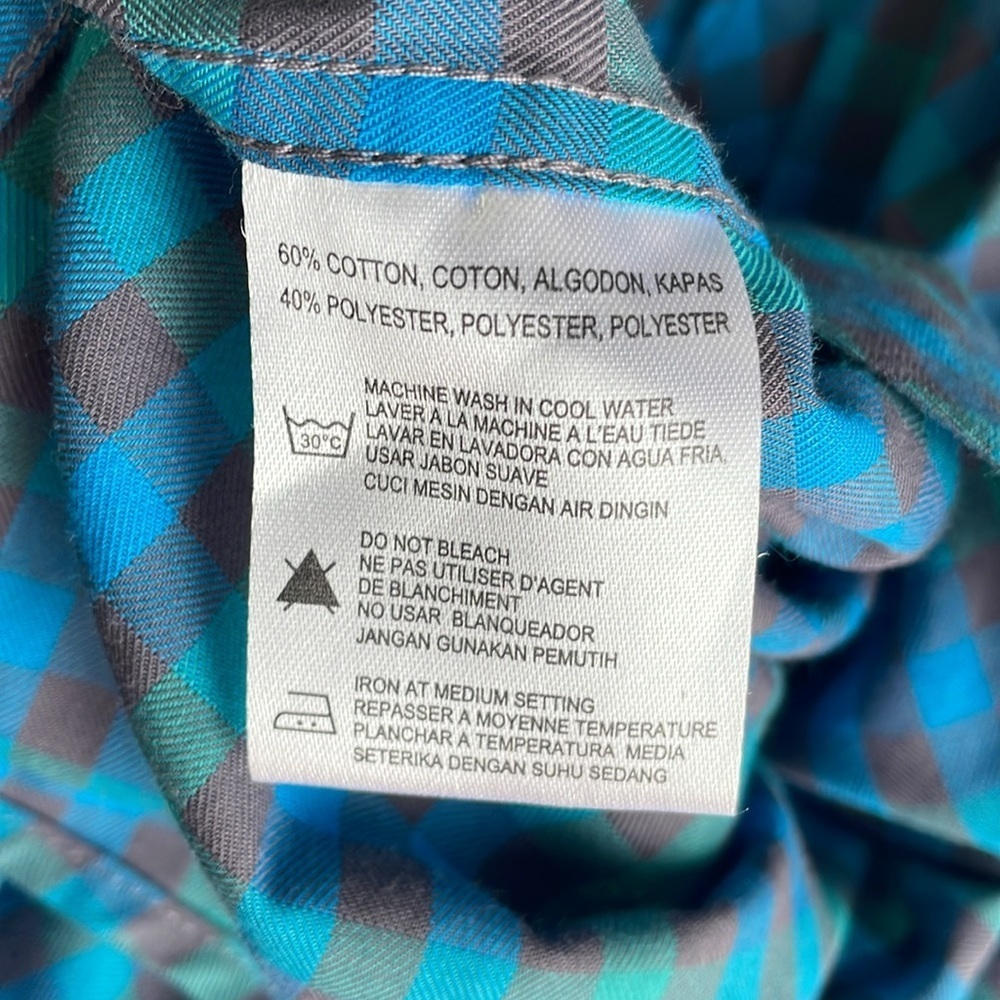 60% COTTON, COTON, ALGODON, KAPAS
40% POLYESTER, POLYESTER, POLYESTER
30°C
MACHINE WASH IN COOL WATER
LAVER A LA MACHINE A L'EAU TIEDE
LAVAR EN LAVADORA CON AGUA FRIA.
USAR JABON SUAVE
CUCI MESIN DENGAN AIR DINGIN
DO NOT BLEACH
NE PAS UTILISER D'AGENT
DE BLANCHIMENT
NO USAR BLANQUEADOR
JANGAN GUNAKAN PEMUTIH
IRON AT MEDIUM SETTING
REPASSER A MOYENNE TEMPERATURE
PLANCHAR A TEMPERATURA MEDIA
SETERIKA DENGAN SUHU SEDANG